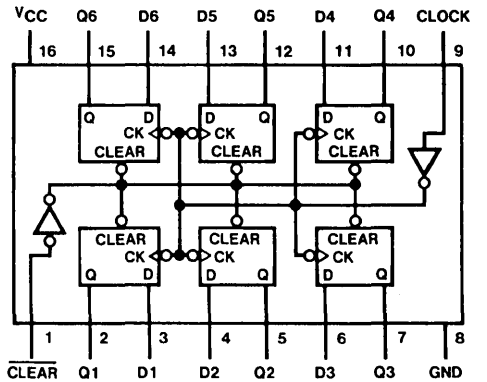 VCC Q6 D6 D5 Q5 D4 Q4 CLOCK
16 15 14 13 12 11 10 9
Q D D Q D Q
CK CK CK
CLEAR CLEAR CLEAR
CLEAR CLEAR CLEAR
CK CK CK
Q D D Q D Q
1 2 3 4 5 6 7 8
CLEAR Q1 D1 D2 Q2 D3 Q3 GND